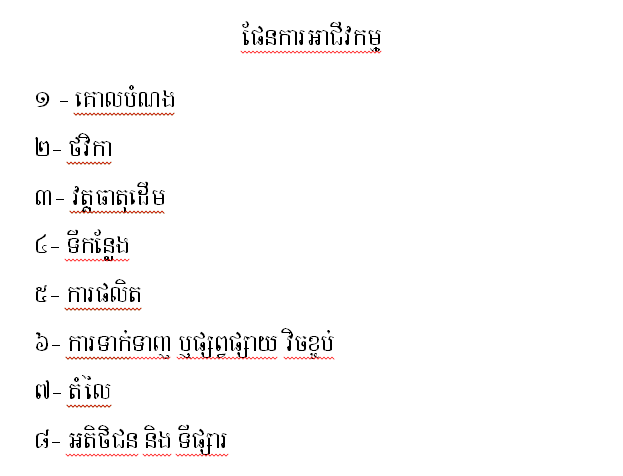 ផែនការអាជីវកម្ម
១ – គោលបំណង
២– ថវិកា
៣– វត្ថុធាតុដើម
៤– ទីកន្លែង
៥– ការផលិត
៦– ការទាក់ទាញ ឬផ្សព្វផ្សាយ វិចខ្ចប់
៧– តំលៃ
៨– អតិថិជន និង ទីផ្សារ